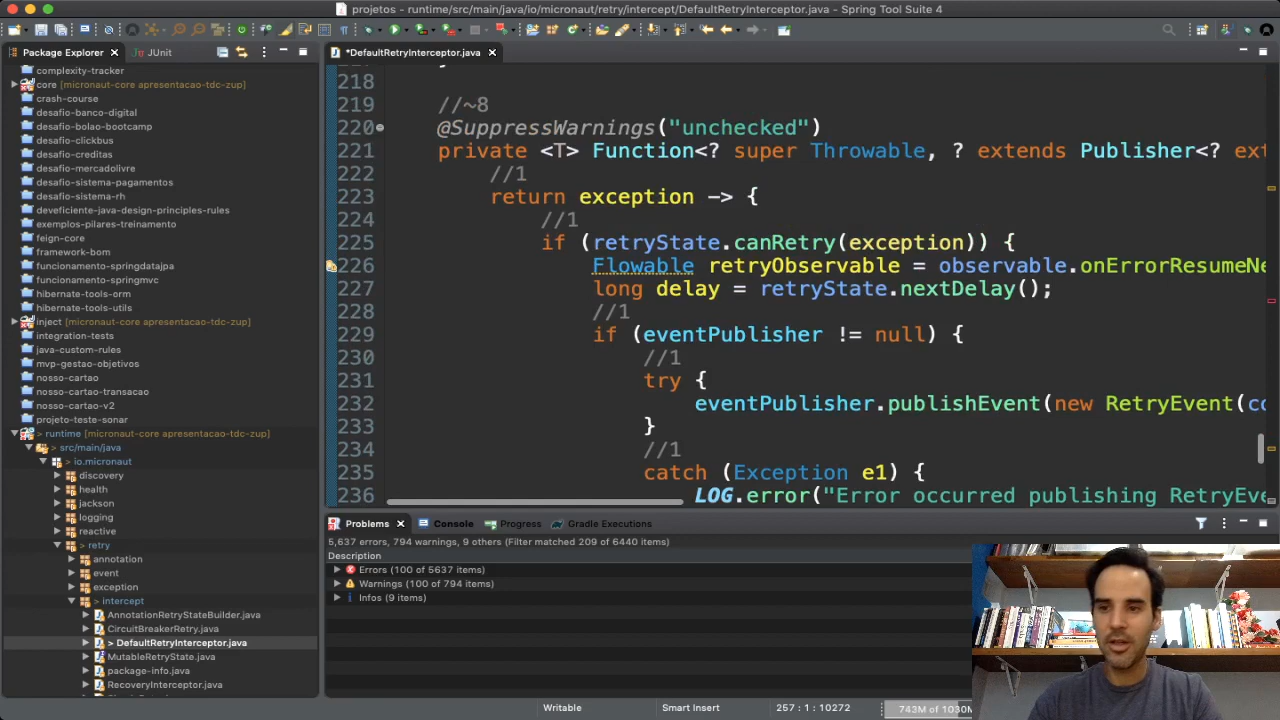 projetos - runtime/src/main/java/io/micronaut/retry/intercept/DefaultRetryInterceptor.java - Spring Tool Suite 4
Package Explorer
JUnit
complexity-tracker
core [micronaut-core apresentacao-tdc-zup]
crash-course
desafio-banco-digital
desafio-bolao-bootcamp
desafio-clickbus
desafio-creditas
desafio-mercadolivre
desafio-sistema-pagamentos
desafio-sistema-rh
deveficiente-java-design-principles-rules
exemplos-pilares-treinamento
feign-core
framework-bom
funcionamento-springdatajpa
funcionamento-springmvc
hibernate-tools-orm
hibernate-tools-utils
inject [micronaut-core apresentacao-tdc-zup]
integration-tests
java-custom-rules
mvp-gestao-objetivos
nosso-cartao
nosso-cartao-transacao
nosso-cartao-v2
projeto-teste-sonar
> runtime [micronaut-core apresentacao-tdc-zup]
> src/main/java
> io.micronaut
discovery
health
jackson
logging
reactive
> retry
annotation
event
exception
> intercept
AnnotationRetryStateBuilder.java
CircuitBreakerRetry.java
> DefaultRetryInterceptor.java
MutableRetryState.java
package-info.java
RecoveryInterceptor.java
*DefaultRetryInterceptor.java
218
219 //~8
220 @SuppressWarnings("unchecked")
221 private <T> Function<? super Throwable, ? extends Publisher<? ext
222 //1
223 return exception -> {
224 //1
225 if (retryState.canRetry(exception)) {
226 Flowable retryObservable = observable.onErrorResumeNe
227 long delay = retryState.nextDelay();
228 //1
229 if (eventPublisher != null) {
230 //1
231 try {
232 eventPublisher.publishEvent(new RetryEvent(co
233 }
234 //1
235 catch (Exception e1) {
236 LOG.error("Error occurred publishing RetryEve
Problems
Console
Progress
Gradle Executions
5,637 errors, 794 warnings, 9 others (Filter matched 209 of 6440 items)
Description
Errors (100 of 5637 items)
Warnings (100 of 794 items)
Infos (9 items)
Writable
Smart Insert
257 : 1 : 10272
743M of 1030M